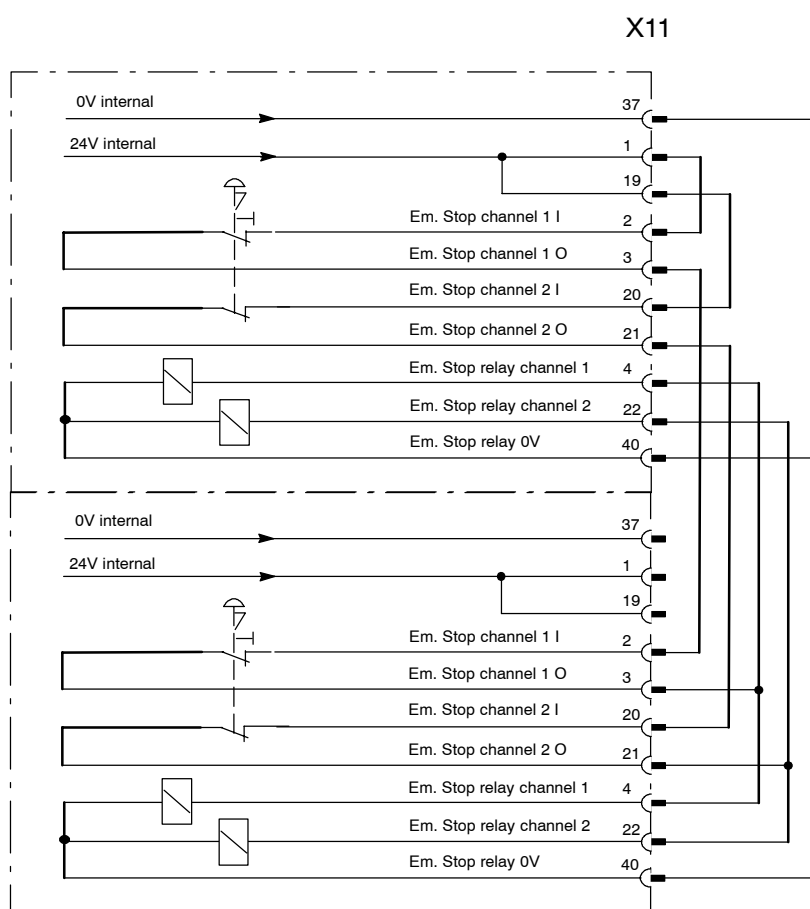 X11
0V internal 37
24V internal 1
19
Em. Stop channel 1 I 2
Em. Stop channel 1 O 3
Em. Stop channel 2 I 20
Em. Stop channel 2 O 21
Em. Stop relay channel 1 4
Em. Stop relay channel 2 22
Em. Stop relay 0V 40
0V internal 37
24V internal 1
19
Em. Stop channel 1 I 2
Em. Stop channel 1 O 3
Em. Stop channel 2 I 20
Em. Stop channel 2 O 21
Em. Stop relay channel 1 4
Em. Stop relay channel 2 22
Em. Stop relay 0V 40